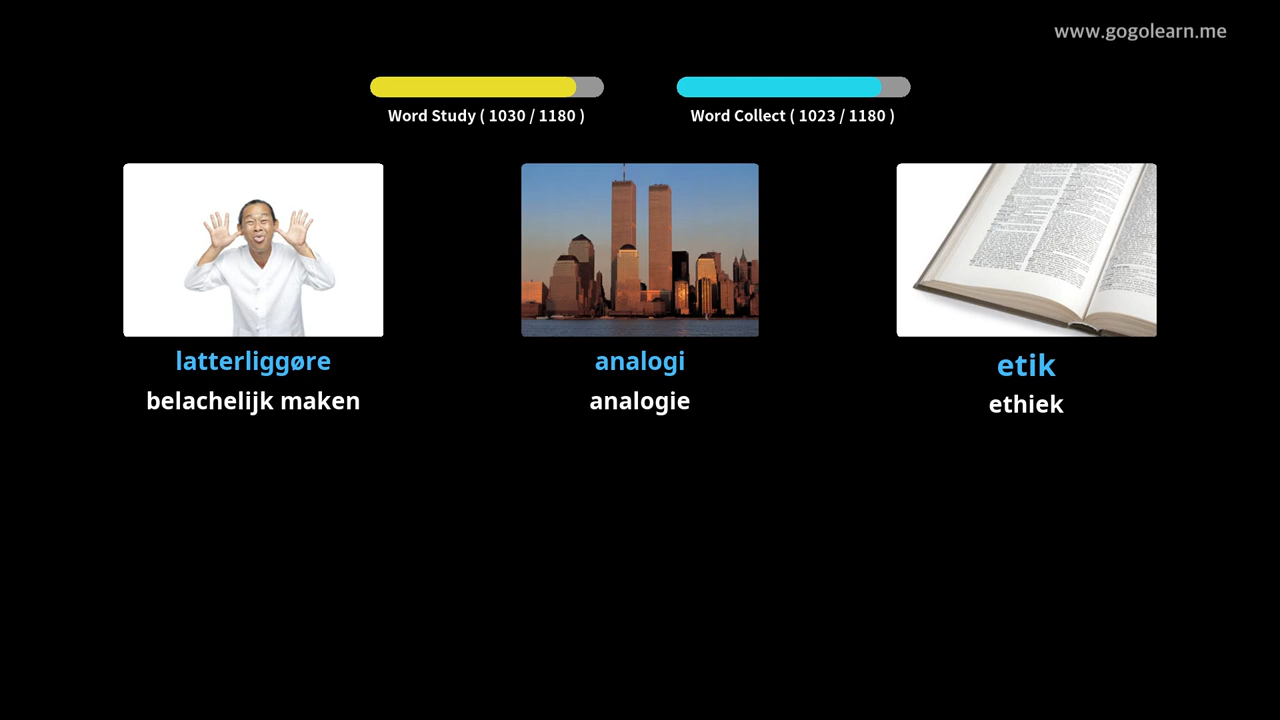 www.gogolearn.me
Word Study ( 1030 / 1180 )
Word Collect ( 1023 / 1180 )
latterliggøre
analogi
etik
belachelijk maken
analogie
ethiek